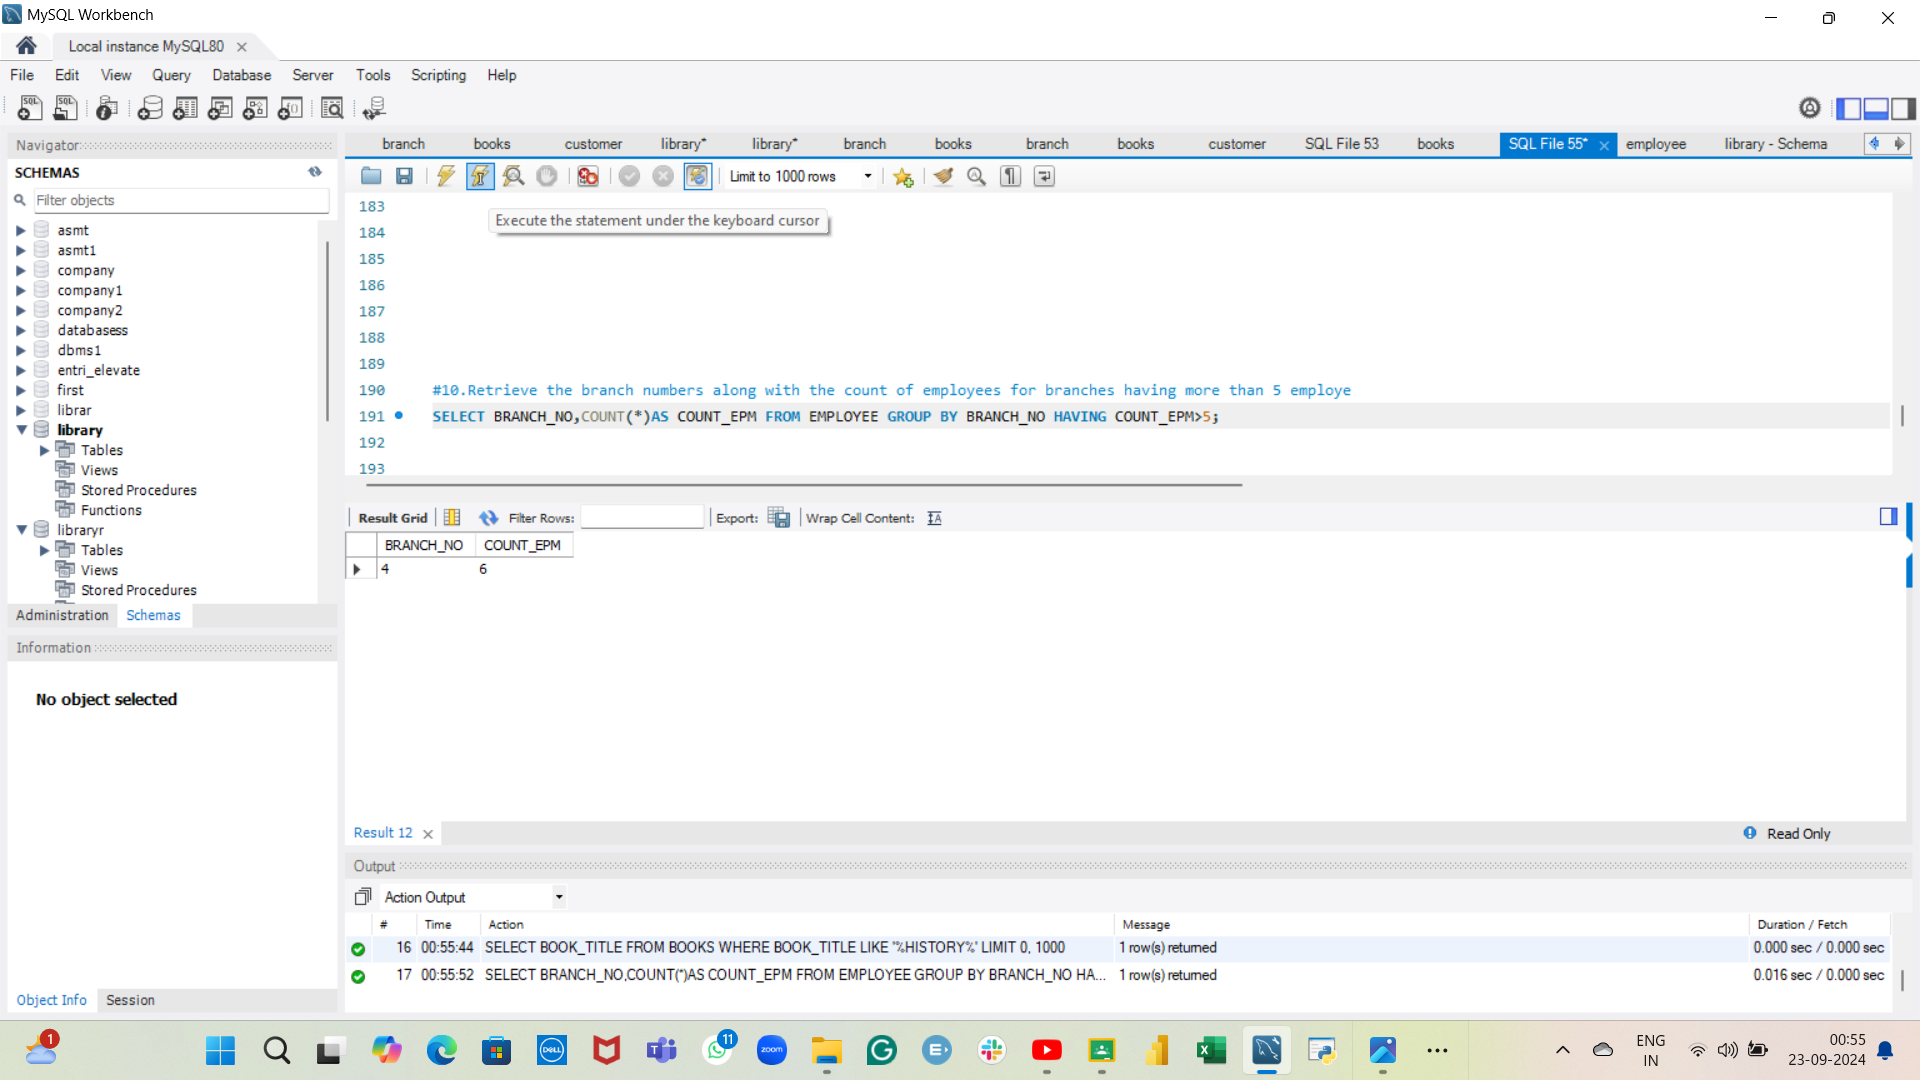 MySQL Workbench
Local instance MySQL80
File Edit View Query Database Server Tools Scripting Help
Navigator
SCHEMAS
Filter objects
asmt
asmt1
company
company1
company2
databasess
dbms1
entri_elevate
first
librar
library
Tables
Views
Stored Procedures
Functions
libraryr
Tables
Views
Stored Procedures
Administration Schemas
Information
No object selected
Object Info Session
branch books customer library* library* branch books branch books customer SQL File 53 books SQL File 55* employee library - Schema
Limit to 1000 rows
Execute the statement under the keyboard cursor
183
184
185
186
187
188
189
190 #10.Retrieve the branch numbers along with the count of employees for branches having more than 5 employe
191 SELECT BRANCH_NO,COUNT(*)AS COUNT_EPM FROM EMPLOYEE GROUP BY BRANCH_NO HAVING COUNT_EPM>5;
192
193
Result Grid Filter Rows: Export: Wrap Cell Content:
BRANCH_NO COUNT_EPM
4 6
Result 12 Read Only
Output
Action Output
# Time Action Message Duration / Fetch
16 00:55:44 SELECT BOOK_TITLE FROM BOOKS WHERE BOOK_TITLE LIKE '%HISTORY%' LIMIT 0, 1000 1 row(s) returned 0.000 sec / 0.000 sec
17 00:55:52 SELECT BRANCH_NO,COUNT(*)AS COUNT_EPM FROM EMPLOYEE GROUP BY BRANCH_NO HA... 1 row(s) returned 0.016 sec / 0.000 sec
1
DELL
11
zoom
ENG
IN
00:55
23-09-2024